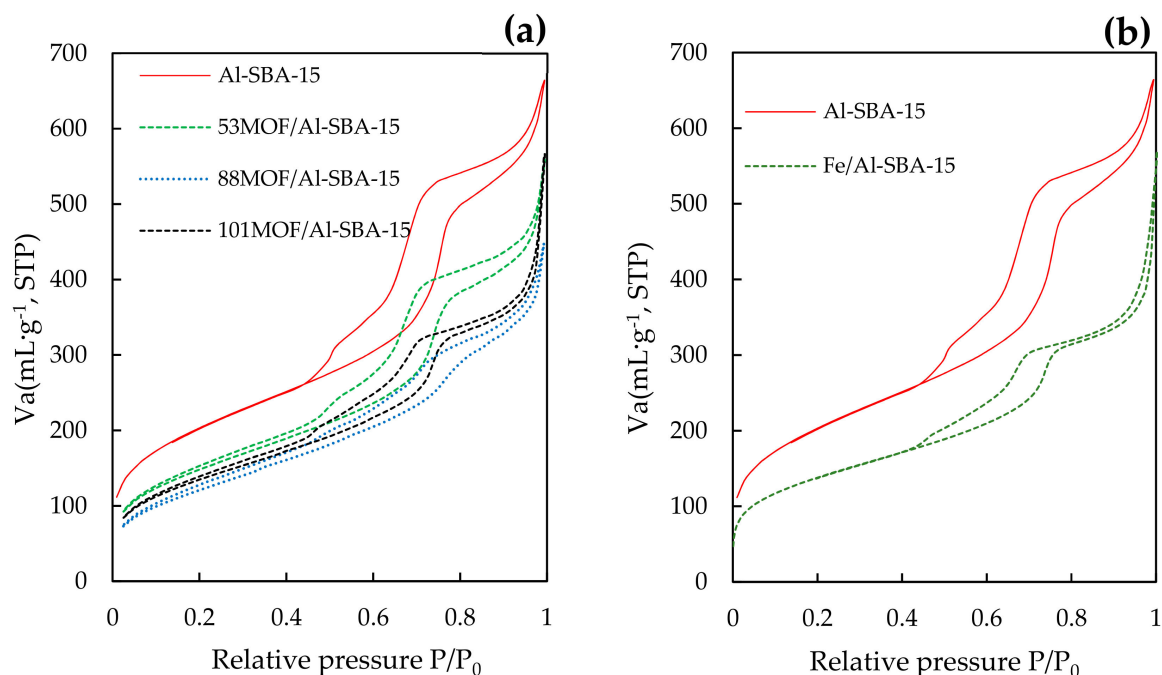 (a)
700
600
500
400
300
200
100
0
Va(mL·g⁻¹, STP)
Al-SBA-15
53MOF/Al-SBA-15
88MOF/Al-SBA-15
101MOF/Al-SBA-15
0 0.2 0.4 0.6 0.8 1
Relative pressure P/P₀
(b)
700
600
500
400
300
200
100
0
Va(mL·g⁻¹, STP)
Al-SBA-15
Fe/Al-SBA-15
0 0.2 0.4 0.6 0.8 1
Relative pressure P/P₀